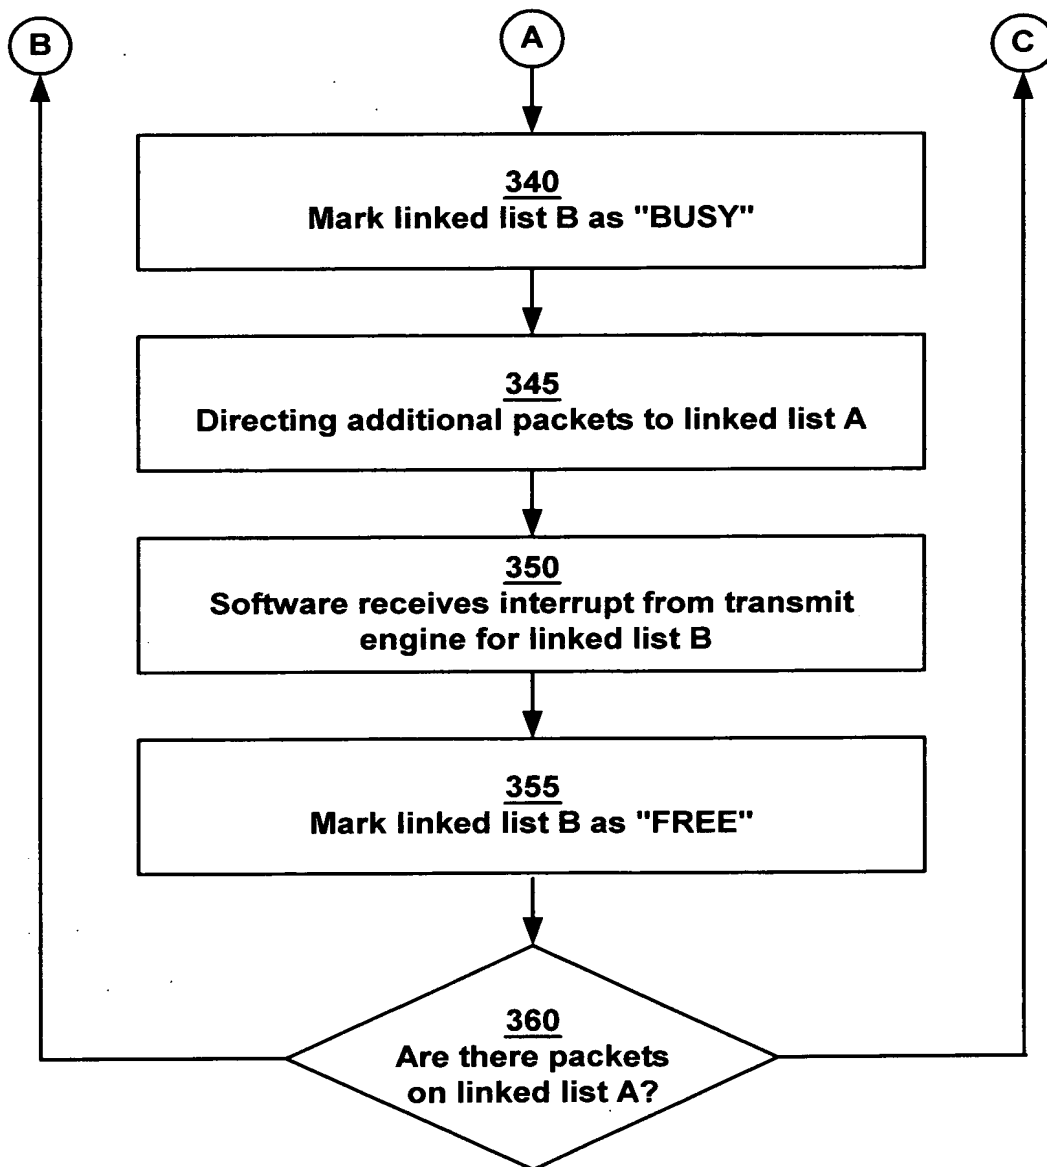 B
A
C
340
Mark linked list B as "BUSY"
345
Directing additional packets to linked list A
350
Software receives interrupt from transmit
engine for linked list B
355
Mark linked list B as "FREE"
360
Are there packets
on linked list A?